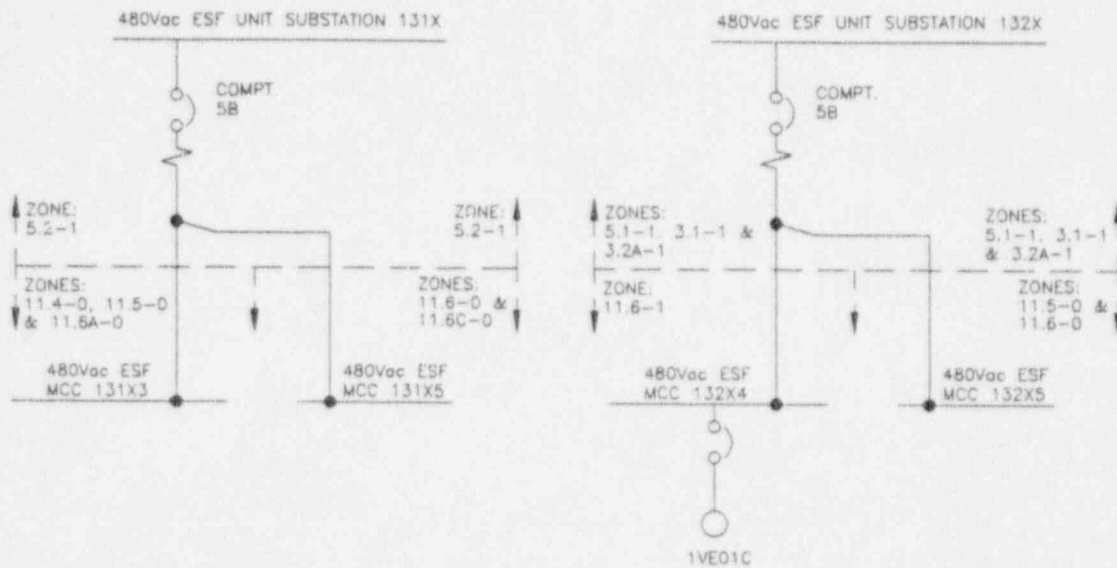 480Vac ESF UNIT SUBSTATION 131X
COMPT.
5B
ZONE:
5.2-1
ZONE:
5.2-1
ZONES:
11.4-0, 11.5-0
& 11.6A-0
ZONES:
11.6-0 &
11.6C-0
480Vac ESF
MCC 131X3
480Vac ESF
MCC 131X5
480Vac ESF UNIT SUBSTATION 132X
COMPT.
5B
ZONES:
5.1-1, 3.1-1 &
3.2A-1
ZONES:
5.1-1, 3.1-1
& 3.2A-1
ZONE:
11.6-1
ZONES:
11.5-0 &
11.6-0
480Vac ESF
MCC 132X4
480Vac ESF
MCC 132X5
1VE01C